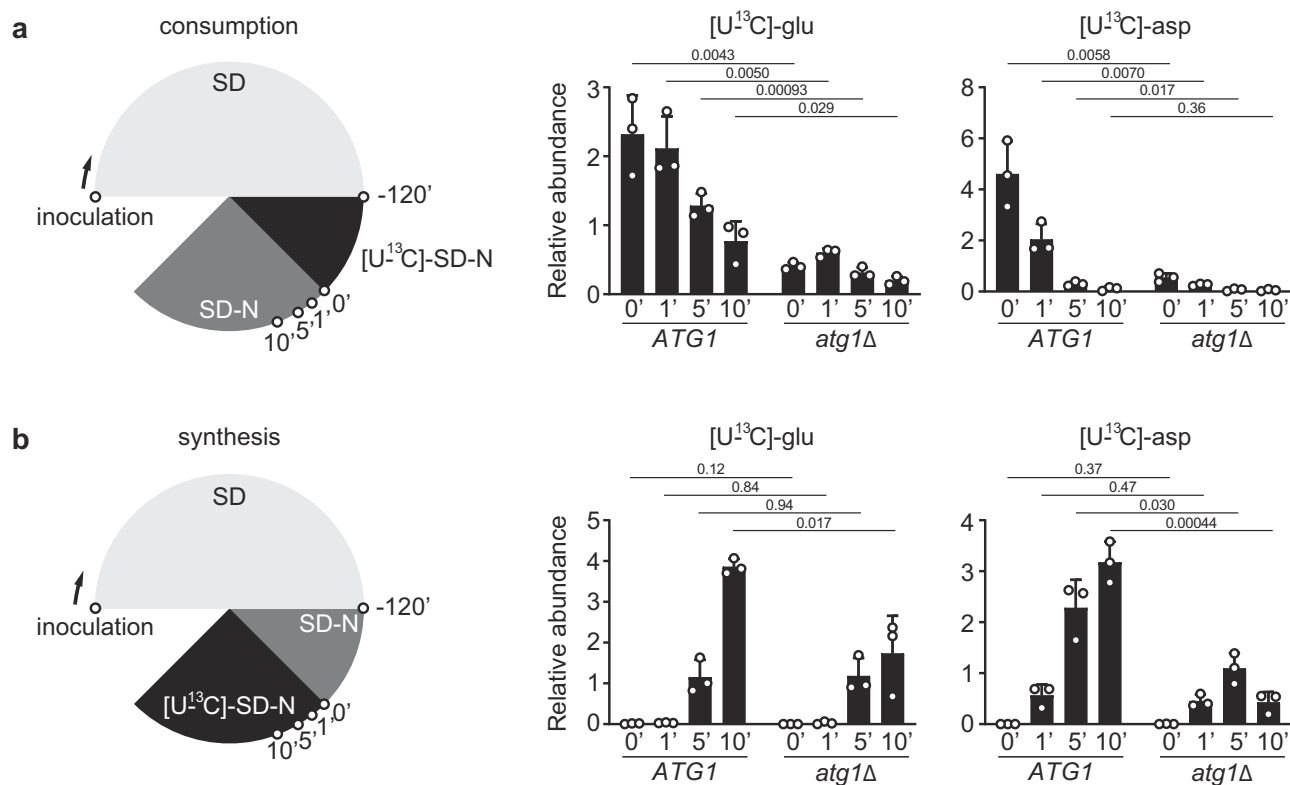 a
consumption
SD
inoculation
-120'
[U-¹³C]-SD-N
SD-N
0'
1'
5'
10'
[U-¹³C]-glu
0.0043
0.0050
0.00093
0.029
Relative abundance
3
2
1
0
0' 1' 5' 10' 0' 1' 5' 10'
ATG1 atg1Δ
[U-¹³C]-asp
0.0058
0.0070
0.017
0.36
8
6
4
2
0
0' 1' 5' 10' 0' 1' 5' 10'
ATG1 atg1Δ
b
synthesis
SD
inoculation
-120'
SD-N
[U-¹³C]-SD-N
0'
1'
5'
10'
[U-¹³C]-glu
0.12
0.84
0.94
0.017
Relative abundance
5
4
3
2
1
0
0' 1' 5' 10' 0' 1' 5' 10'
ATG1 atg1Δ
[U-¹³C]-asp
0.37
0.47
0.030
0.00044
4
3
2
1
0
0' 1' 5' 10' 0' 1' 5' 10'
ATG1 atg1Δ